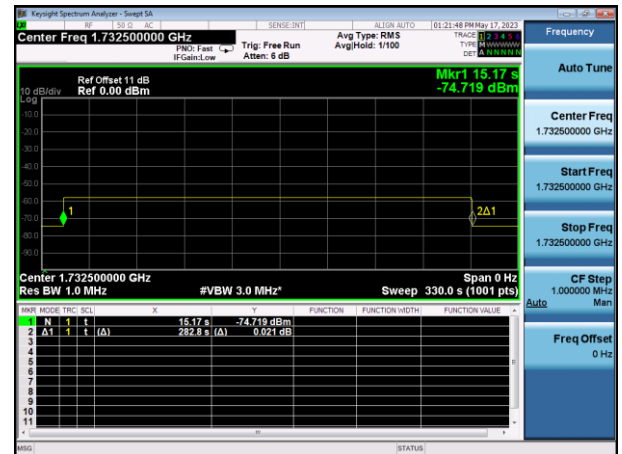 Keysight Spectrum Analyzer - Swept SA
RF 50 Ω AC SENSE:INT ALIGN AUTO 01:21:48 PM May 17, 2023
Center Freq 1.732500000 GHz
PNO: Fast
IFGain:Low
Trig: Free Run
Atten: 6 dB
Avg Type: RMS
Avg|Hold: 1/100
TRACE 1 2 3 4 5 6
TYPE M WWWWW
DET A N N N N N
Ref Offset 11 dB
10 dB/div Ref 0.00 dBm
Log
Mkr1 15.17 s
-74.719 dBm
-10.0
-20.0
-30.0
-40.0
-50.0
-60.0
-70.0
-80.0
-90.0
1
2Δ1
Center 1.732500000 GHz Span 0 Hz
Res BW 1.0 MHz #VBW 3.0 MHz* Sweep 330.0 s (1001 pts)
MKR MODE TRC SCL X Y FUNCTION FUNCTION WIDTH FUNCTION VALUE
1 N 1 t 15.17 s -74.719 dBm
2 Δ1 1 t (Δ) 282.8 s (Δ) 0.021 dB
3
4
5
6
7
8
9
10
11
MSG STATUS
Frequency
Auto Tune
Center Freq
1.732500000 GHz
Start Freq
1.732500000 GHz
Stop Freq
1.732500000 GHz
CF Step
1.000000 MHz
Auto Man
Freq Offset
0 Hz